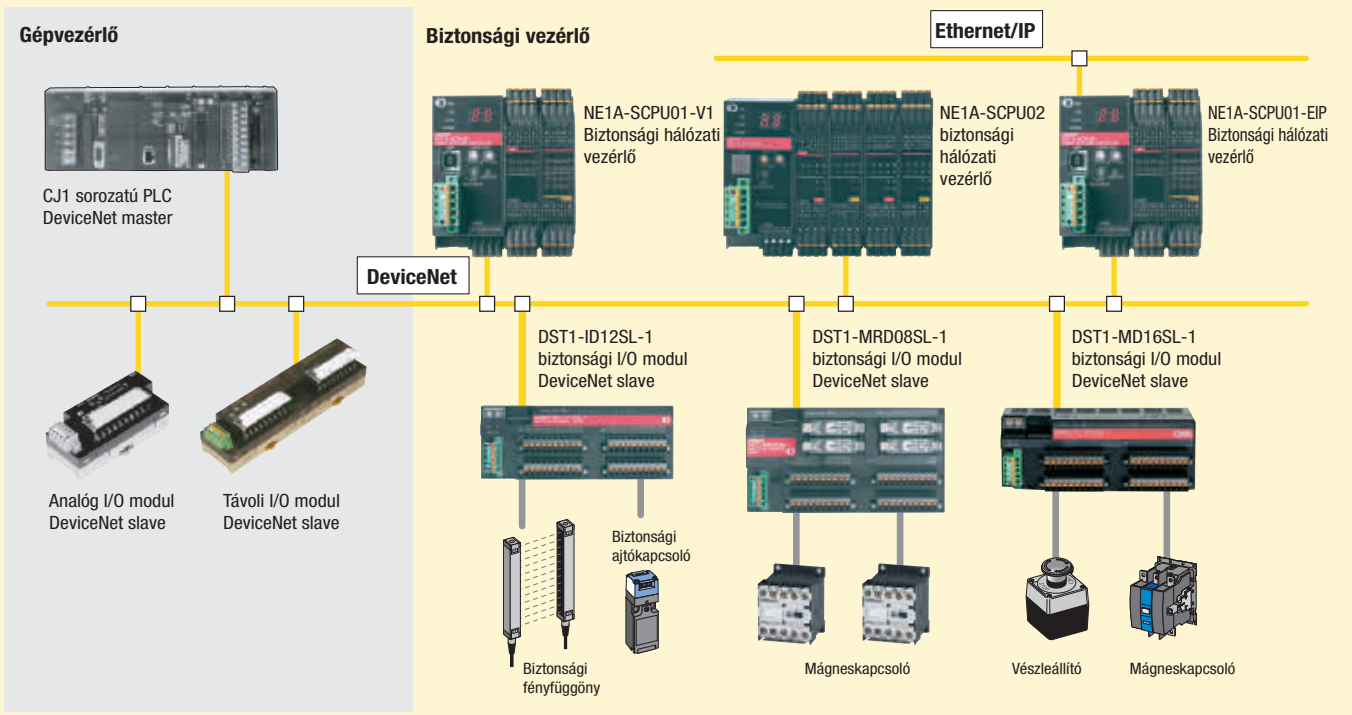 Gépvezérlő
Biztonsági vezérlő
Ethernet/IP
CJ1 sorozatú PLC
DeviceNet master
NE1A-SCPU01-V1
Biztonsági hálózati
vezérlő
NE1A-SCPU02
biztonsági
hálózati
vezérlő
NE1A-SCPU01-EIP
Biztonsági hálózati
vezérlő
DeviceNet
Analóg I/O modul
DeviceNet slave
Távoli I/O modul
DeviceNet slave
DST1-ID12SL-1
biztonsági I/O modul
DeviceNet slave
DST1-MRD08SL-1
biztonsági I/O modul
DeviceNet slave
DST1-MD16SL-1
biztonsági I/O modul
DeviceNet slave
Biztonsági
ajtókapcsoló
Biztonsági
fényfüggöny
Mágneskapcsoló
Vészleállító
Mágneskapcsoló